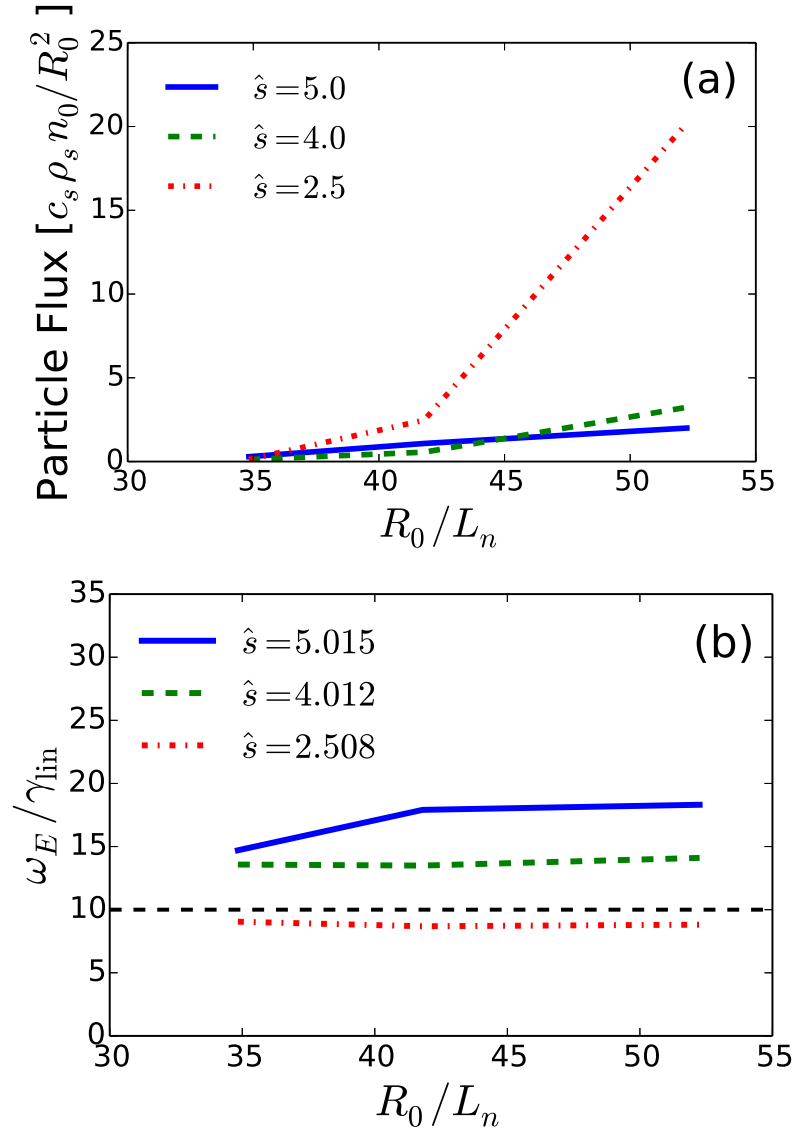 Particle Flux [c_s ρ_s n_0/R_0^2]
25
20
15
10
5
0
(a)
ŝ=5.0
ŝ=4.0
ŝ=2.5
30 35 40 45 50 55
R_0/L_n
ω_E/γ_lin
35
30
25
20
15
10
5
0
(b)
ŝ=5.015
ŝ=4.012
ŝ=2.508
30 35 40 45 50 55
R_0/L_n